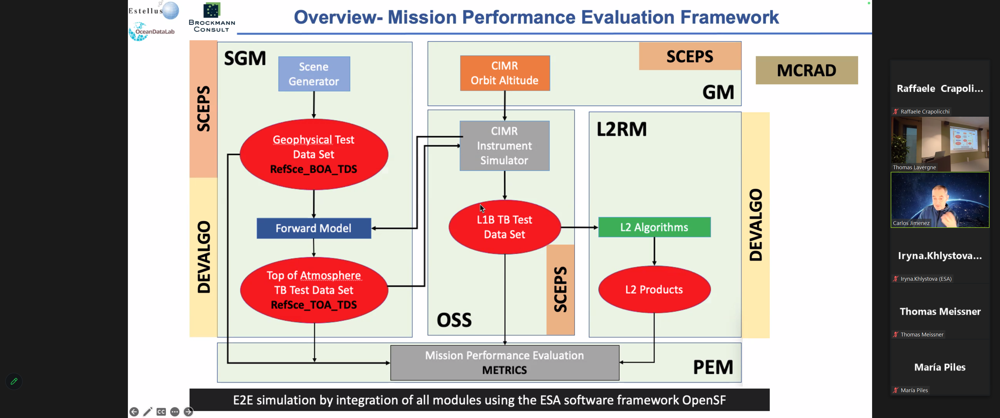 Estellus
OceanDataLab
BROCKMANN
CONSULT
Overview- Mission Performance Evaluation Framework
SCEPS
DEVALGO
SGM
Scene
Generator
Geophysical Test
Data Set
RefSce_BOA_TDS
Forward Model
Top of Atmosphere
TB Test Data Set
RefSce_TOA_TDS
CIMR
Orbit Altitude
SCEPS
GM
MCRAD
CIMR
Instrument
Simulator
L1B TB Test
Data Set
OSS
SCEPS
L2RM
L2 Algorithms
L2 Products
DEVALGO
Mission Performance Evaluation
METRICS
PEM
E2E simulation by integration of all modules using the ESA software framework OpenSF
CC
Raffaele Crapoli...
Raffaele Crapolicchi
Thomas Lavergne
Carlos Jimenez
Iryna.Khlystova...
Iryna.Khlystova (ESA)
Thomas Meissner
Thomas Meissner
María Piles
María Piles